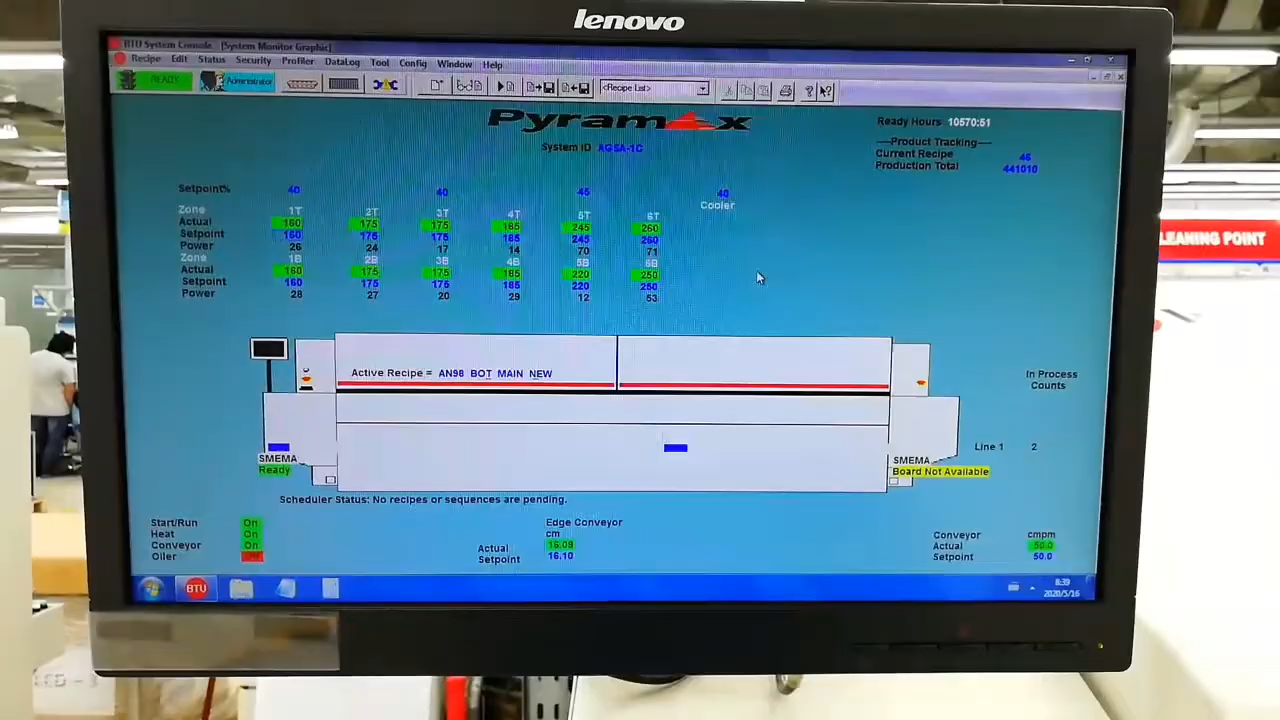 lenovo
BTU System Console - [System Monitor Graphic]
Recipe Edit Status Security Profiler DataLog Tool Config Window Help
READY Administrator <Recipe List>
Pyramax
System ID AGSA-1C
Ready Hours 10570:51
Product Tracking
Current Recipe 46
Production Total 441010
Setpoint% 40 40 45 40
Cooler
Zone 1T 2T 3T 4T 5T 6T
Actual 160 175 175 185 245 260
Setpoint 160 175 175 185 245 260
Power 26 24 17 14 70 71
Zone 1B 2B 3B 4B 5B 6B
Actual 160 175 175 185 220 250
Setpoint 160 175 175 185 220 250
Power 28 27 20 29 12 53
Active Recipe = AN98 BOT MAIN NEW
In Process
Counts
Line 1 2
SMEMA
Ready
SMEMA
Board Not Available
Scheduler Status: No recipes or sequences are pending.
Start/Run On
Heat On
Conveyor On
Oiler Off
Edge Conveyor
cm
Actual 16.09
Setpoint 16.10
Conveyor cmpm
Actual 50.0
Setpoint 50.0
BTU
8:39
2020/5/16
LEANING POINT